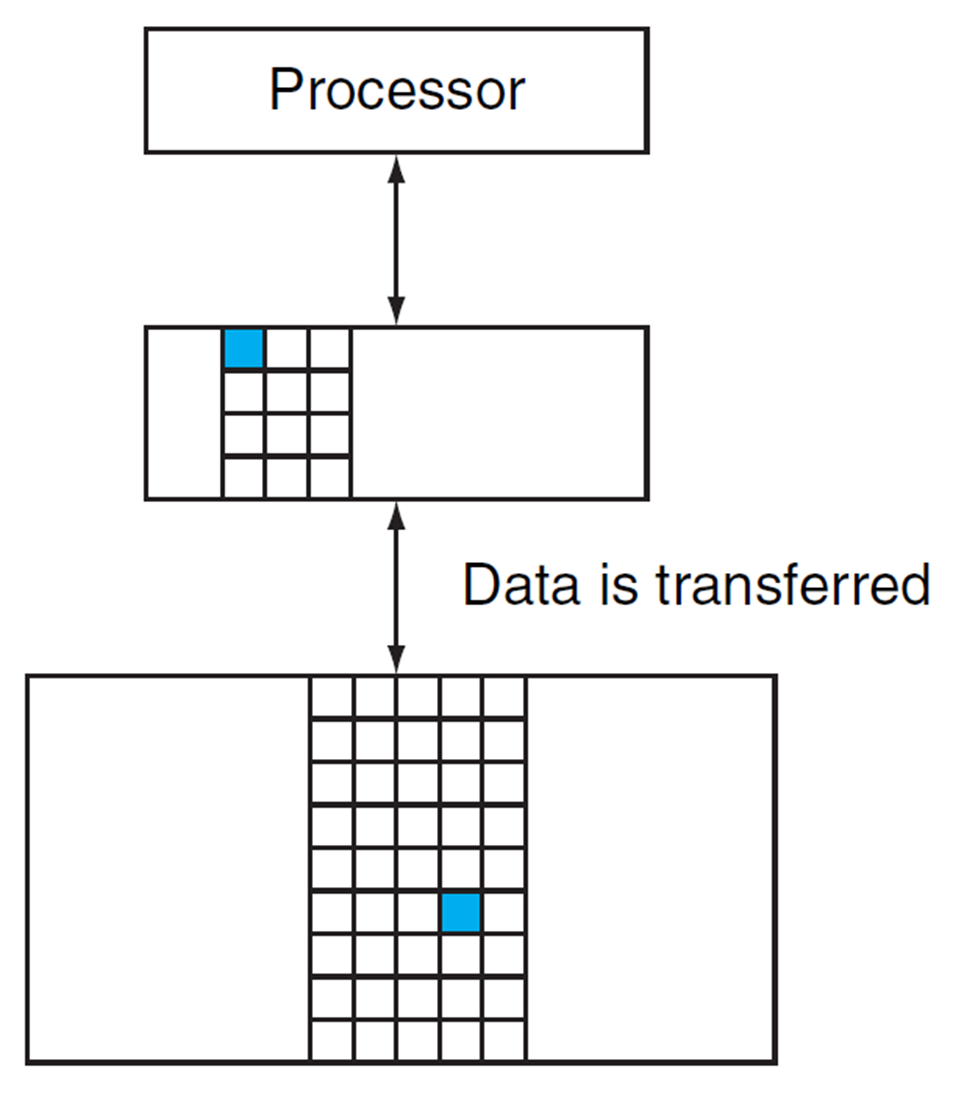 Processor
Data is transferred